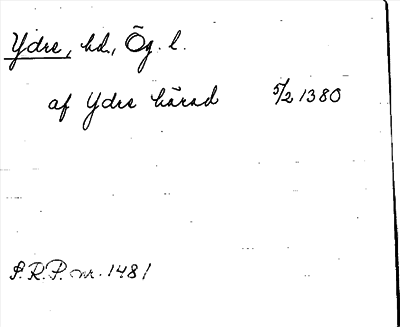 Ydre, hd., Ög. l.
af Ydre härad 5/2 1380
S.R.P. nr. 1481